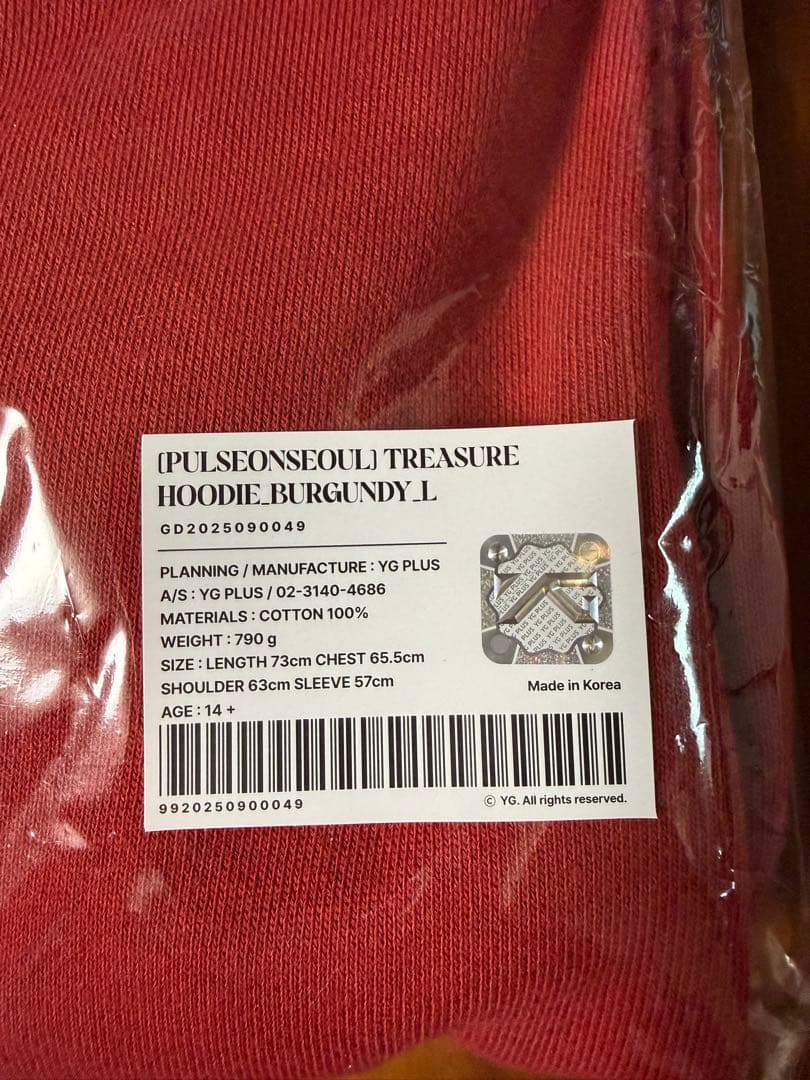 [PULSEONSEOUL] TREASURE
HOODIE_BURGUNDY_L
GD2025090049
PLANNING / MANUFACTURE : YG PLUS
A/S : YG PLUS / 02-3140-4686
MATERIALS : COTTON 100%
WEIGHT : 790 g
SIZE : LENGTH 73cm CHEST 65.5cm
SHOULDER 63cm SLEEVE 57cm
AGE : 14 +
YG PLUS
Made in Korea
9920250900049
© YG. All rights reserved.